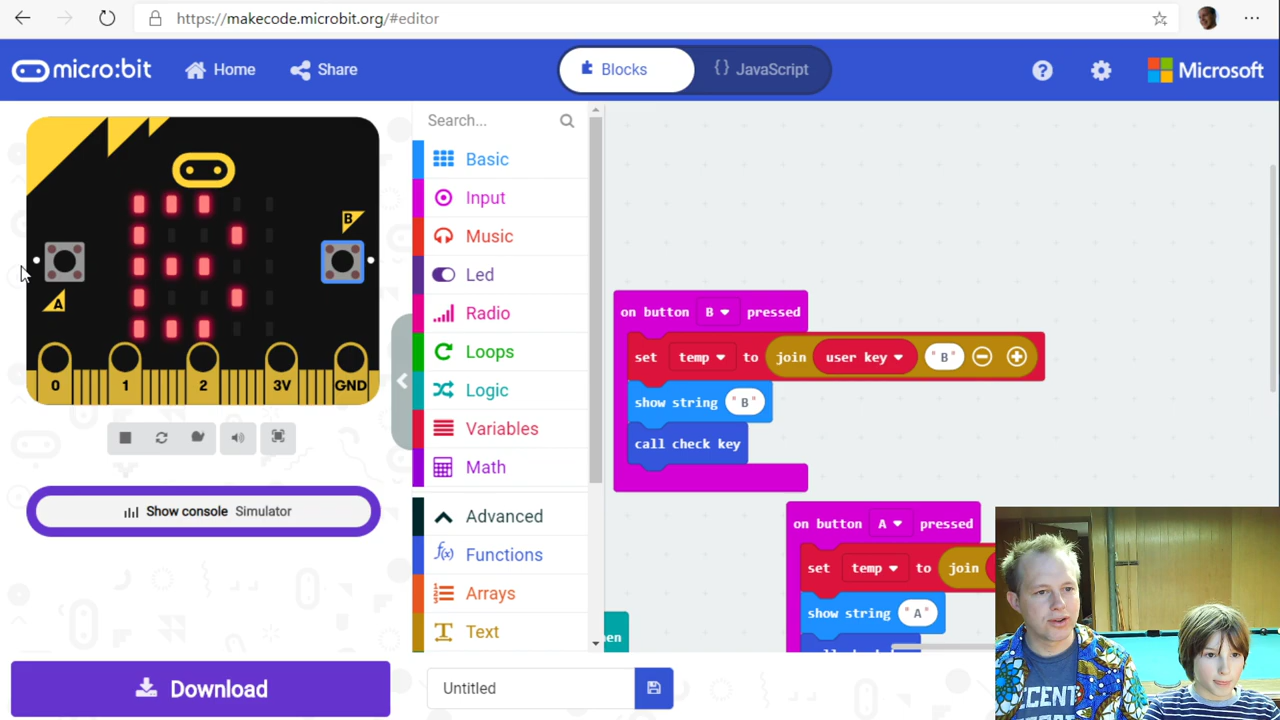 https://makecode.microbit.org/#editor
micro:bit
Home
Share
Blocks
{} JavaScript
Microsoft
B
A
0
1
2
3V
GND
Show console Simulator
Download
Search...
Basic
Input
Music
Led
Radio
Loops
Logic
Variables
Math
Advanced
Functions
Arrays
Text
on button B pressed
set temp to join user key "B"
show string "B"
call check key
on button A pressed
set temp to join
show string "A"
Untitled